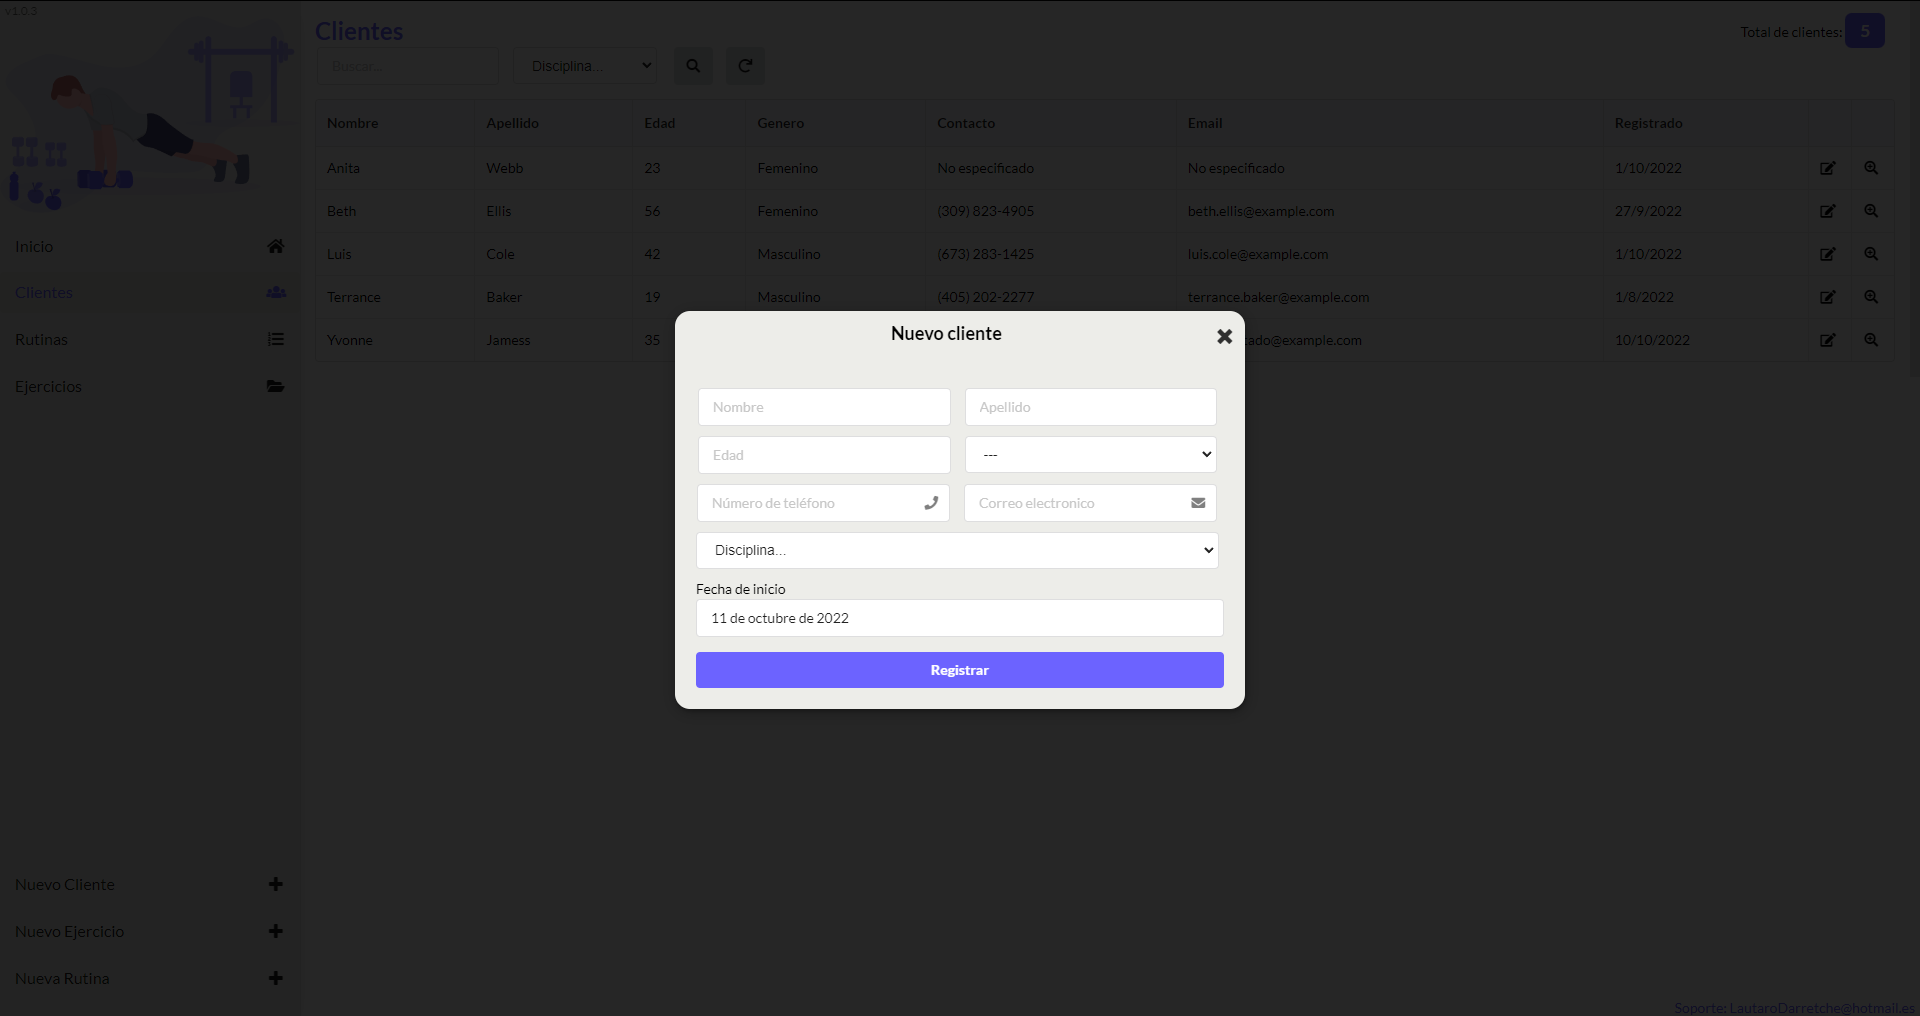 v1.0.3
Clientes
Total de clientes: 5
Buscar...
Disciplina...
Nombre Apellido Edad Genero Contacto Email Registrado
Anita Webb 23 Femenino No especificado No especificado 1/10/2022
Beth Ellis 56 Femenino (309) 823-4905 beth.ellis@example.com 27/9/2022
Luis Cole 42 Masculino (673) 283-1425 luis.cole@example.com 1/10/2022
Terrance Baker 19 Masculino (405) 202-2277 terrance.baker@example.com 1/8/2022
Yvonne Jamess 35 ado@example.com 10/10/2022
Inicio
Clientes
Rutinas
Ejercicios
Nuevo Cliente
Nuevo Ejercicio
Nueva Rutina
Nuevo cliente
Nombre
Apellido
Edad
---
Número de teléfono
Correo electronico
Disciplina...
Fecha de inicio
11 de octubre de 2022
Registrar
Soporte: LautaroDarretche@hotmail.es